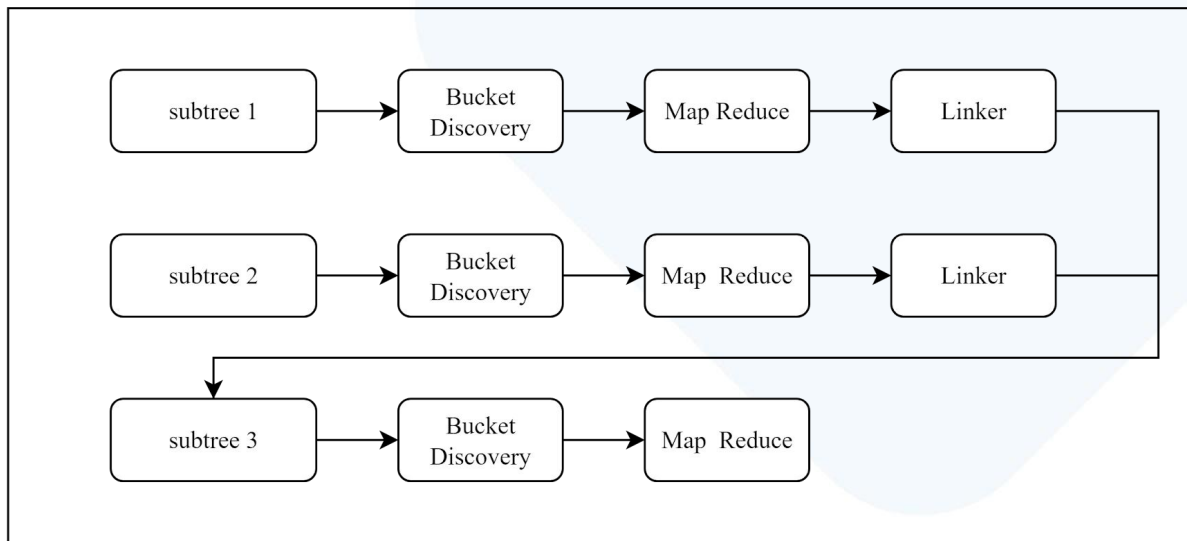 subtree 1
Bucket
Discovery
Map Reduce
Linker
subtree 2
Bucket
Discovery
Map  Reduce
Linker
subtree 3
Bucket
Discovery
Map  Reduce